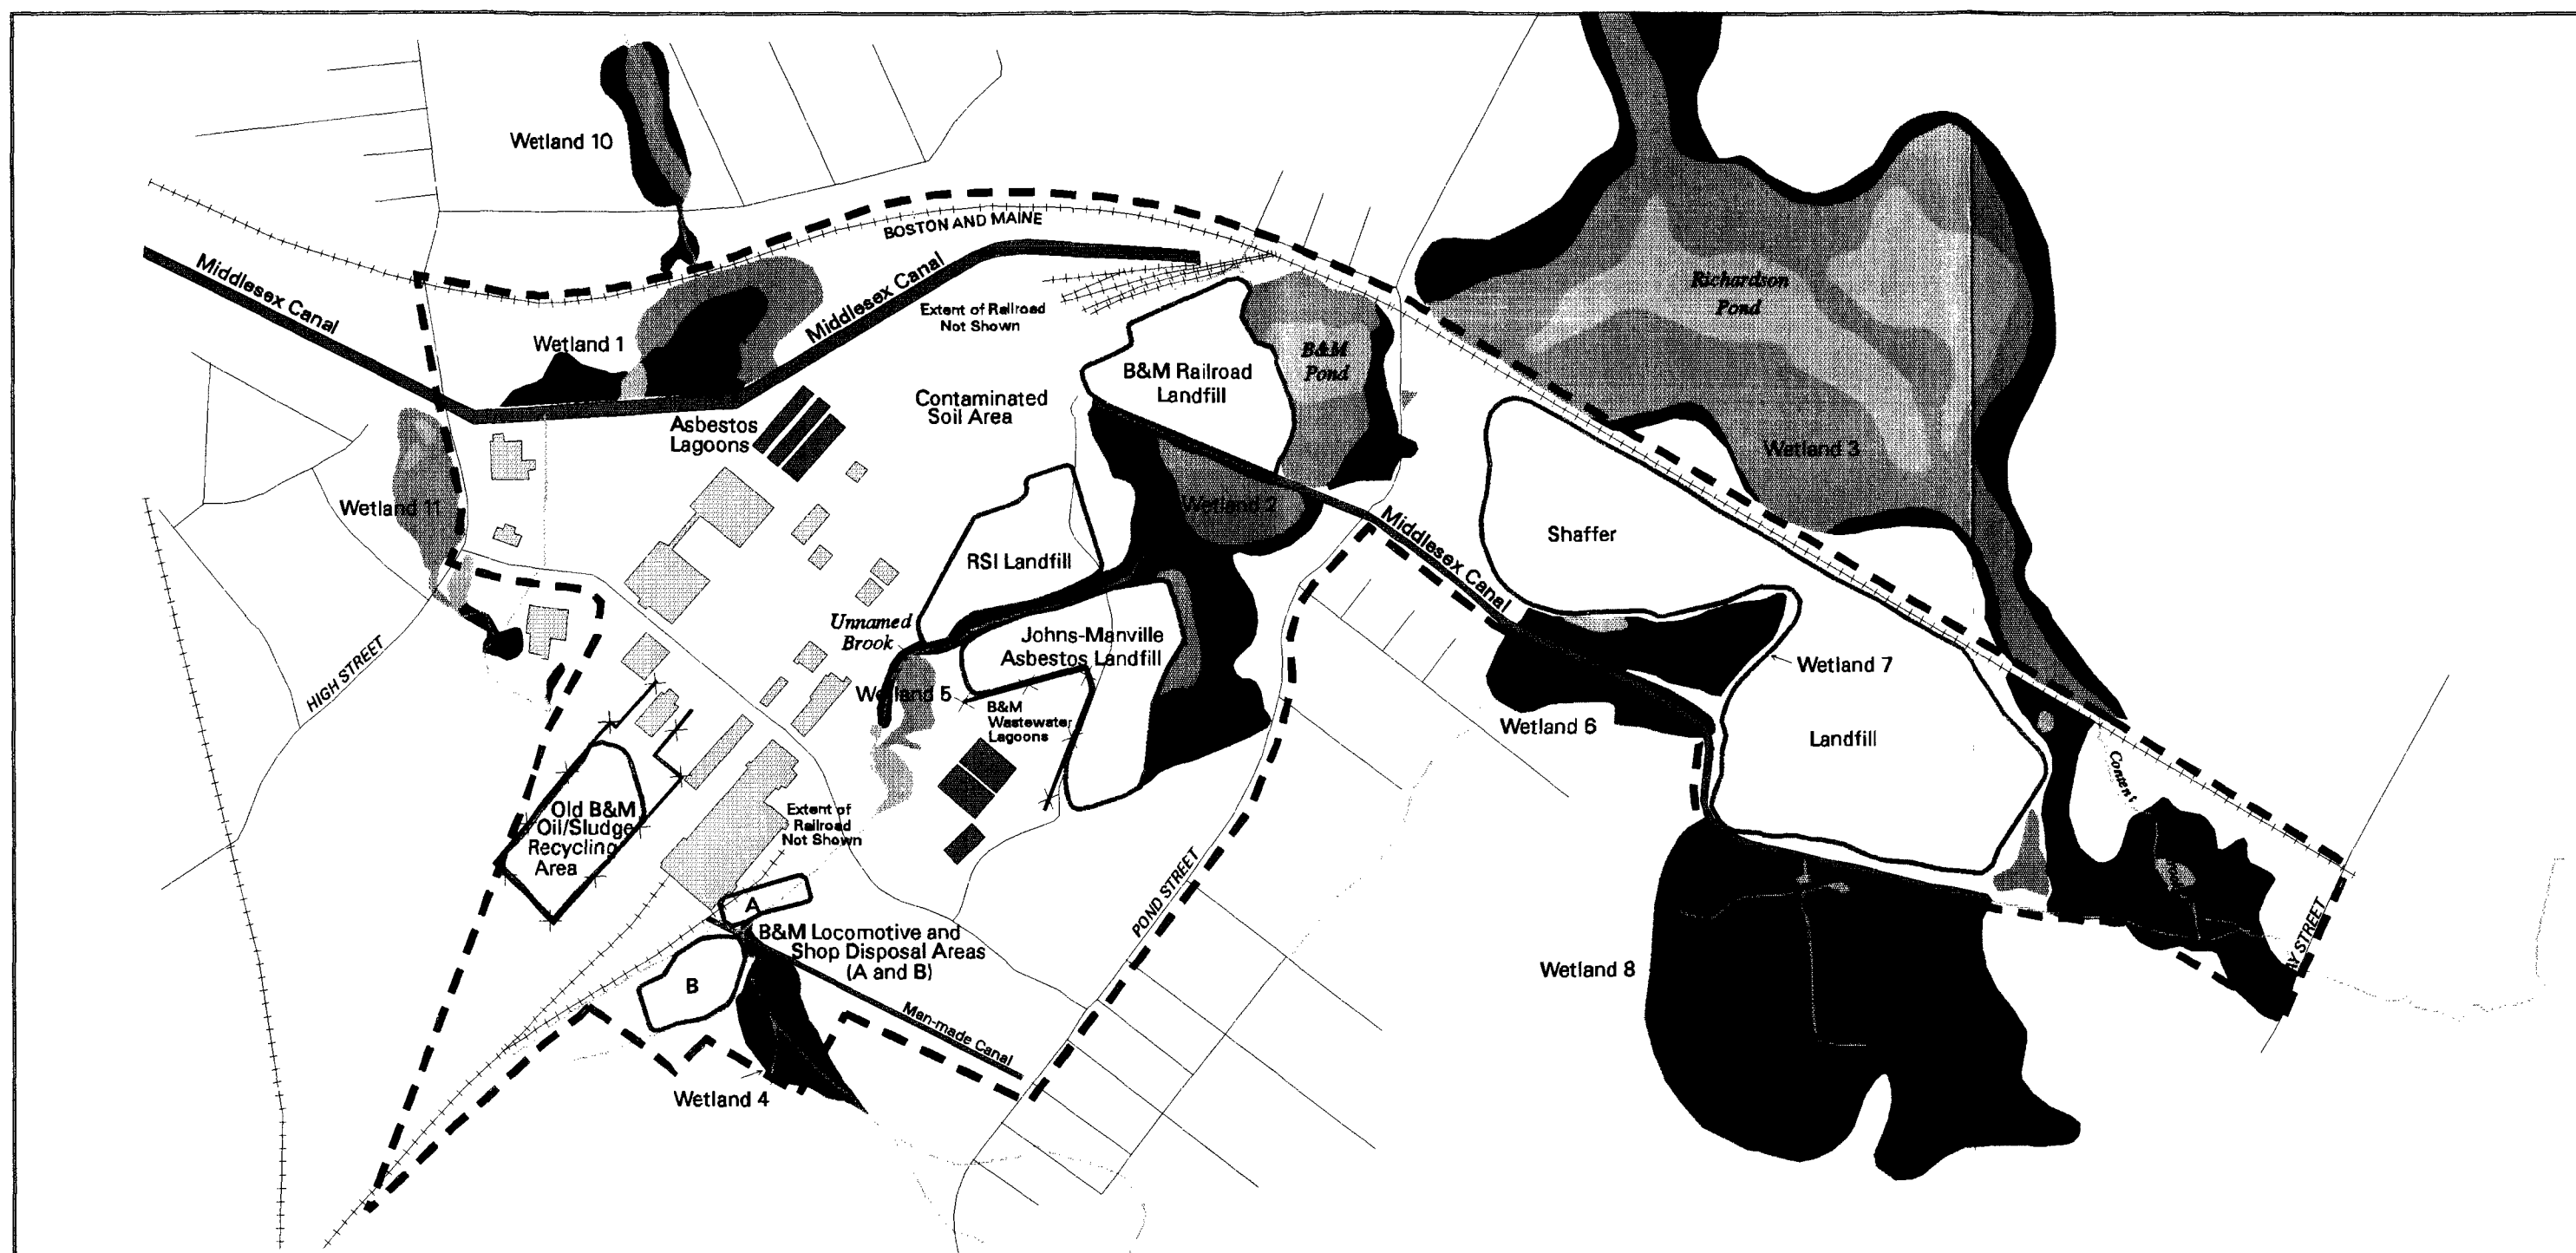 Wetland 10
BOSTON AND MAINE
Middlesex Canal
Middlesex Canal
Extent of Railroad
Not Shown
Wetland 1
Richardson
Pond
B&M
Pond
B&M Railroad
Landfill
Contaminated
Soil Area
Asbestos
Lagoons
Wetland 3
Wetland 11
Wetland 2
Middlesex Canal
Shaffer
RSI Landfill
Unnamed
Brook
Johns-Manville
Asbestos Landfill
HIGH STREET
Wetland 5
B&M
Wastewater
Lagoons
Wetland 7
Wetland 6
Landfill
Content
Old B&M
Oil/Sludge
Recycling
Area
Extent of
Railroad
Not Shown
POND STREET
A
B&M Locomotive and
Shop Disposal Areas
(A and B)
B
AY STREET
Wetland 8
Man-made Canal
Wetland 4